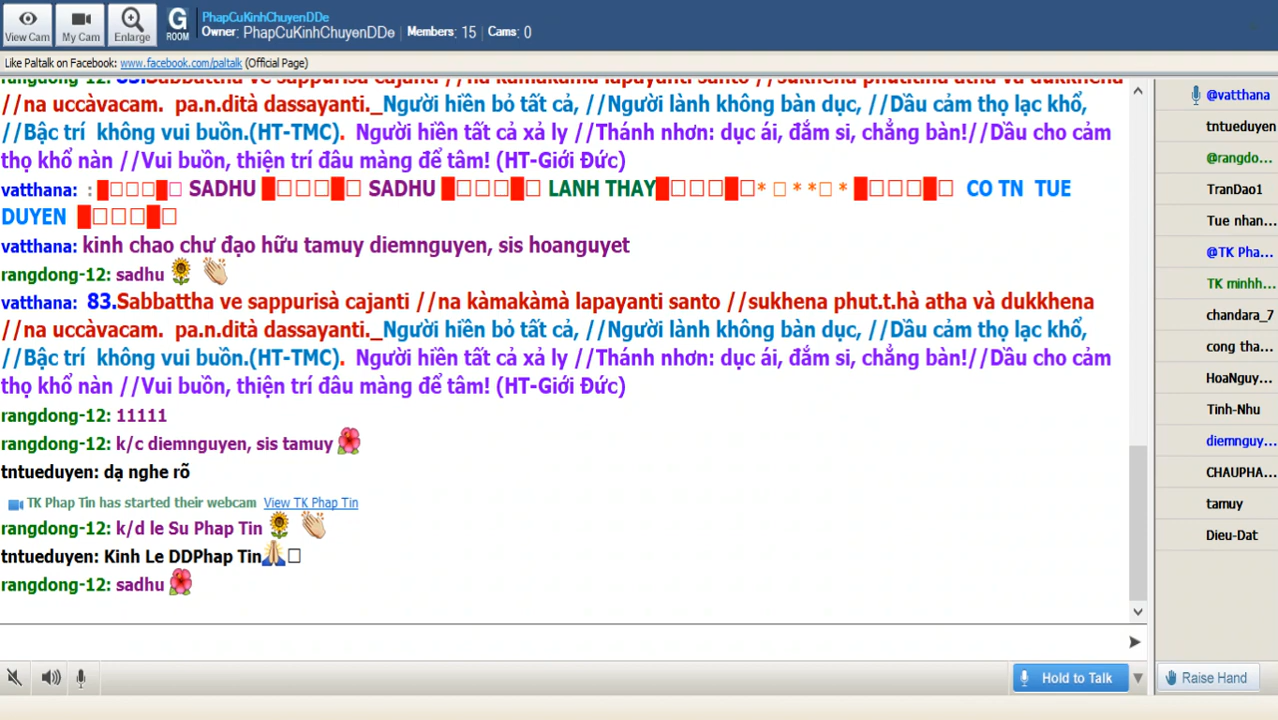 View Cam
My Cam
Enlarge
G
ROOM
PhapCuKinhChuyenDDe
Owner: PhapCuKinhChuyenDDe Members: 15 Cams: 0
Like Paltalk on Facebook: www.facebook.com/paltalk (Official Page)
//na uccàvacam. pa.n.dità dassayanti._Người hiền bỏ tất cả, //Người lành không bàn dục, //Dầu cảm thọ lạc khổ,
//Bậc trí không vui buồn.(HT-TMC). Người hiền tất cả xả ly //Thánh nhơn: dục ái, đắm si, chẳng bàn!//Dầu cho cảm
thọ khổ nàn //Vui buồn, thiện trí đâu màng để tâm! (HT-Giới Đức)
vatthana: : SADHU SADHU LANH THAY * * * * CO TN TUE
DUYEN
vatthana: kinh chao chư đạo hữu tamuy diemnguyen, sis hoanguyet
rangdong-12: sadhu
vatthana: 83.Sabbattha ve sappurisà cajanti //na kàmakàmà lapayanti santo //sukhena phut.t.hà atha và dukkhena
//na uccàvacam. pa.n.dità dassayanti._Người hiền bỏ tất cả, //Người lành không bàn dục, //Dầu cảm thọ lạc khổ,
//Bậc trí không vui buồn.(HT-TMC). Người hiền tất cả xả ly //Thánh nhơn: dục ái, đắm si, chẳng bàn!//Dầu cho cảm
thọ khổ nàn //Vui buồn, thiện trí đâu màng để tâm! (HT-Giới Đức)
rangdong-12: 11111
rangdong-12: k/c diemnguyen, sis tamuy
tntueduyen: dạ nghe rõ
TK Phap Tin has started their webcam View TK Phap Tin
rangdong-12: k/d le Su Phap Tin
tntueduyen: Kinh Le DDPhap Tin
rangdong-12: sadhu
Hold to Talk
@vatthana
tntueduyen
@rangdo...
TranDao1
Tue nhan...
@TK Pha...
TK minhh...
chandara_7
cong tha...
HoaNguy...
Tinh-Nhu
diemnguy...
CHAUPHA...
tamuy
Dieu-Dat
Raise Hand